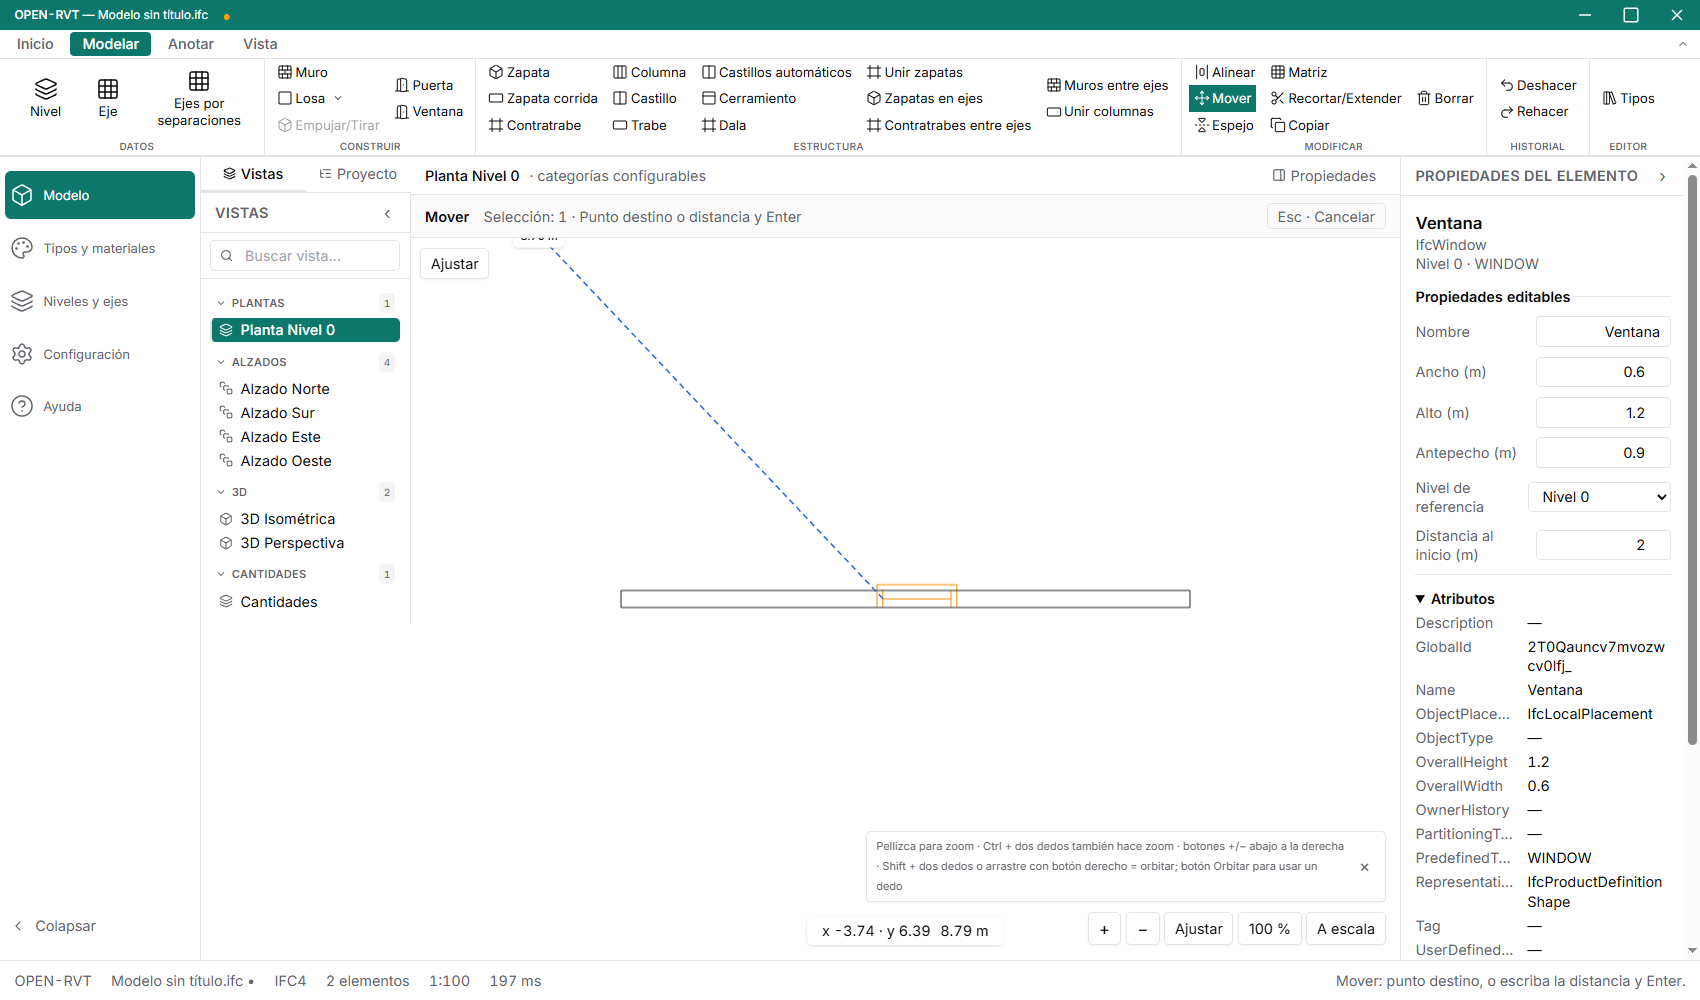 OPEN-RVT — Modelo sin título.ifc
Inicio Modelar Anotar Vista
Nivel
Eje
Ejes por
separaciones
DATOS
Muro
Losa
Empujar/Tirar
Puerta
Ventana
CONSTRUIR
Zapata
Zapata corrida
Contratrabe
Columna
Castillo
Trabe
Castillos automáticos
Cerramiento
Dala
Unir zapatas
Zapatas en ejes
Contratrabes entre ejes
Muros entre ejes
Unir columnas
ESTRUCTURA
Alinear
Mover
Espejo
Matriz
Recortar/Extender
Copiar
Borrar
MODIFICAR
Deshacer
Rehacer
HISTORIAL
Tipos
EDITOR
Modelo
Tipos y materiales
Niveles y ejes
Configuración
Ayuda
Colapsar
Vistas Proyecto
VISTAS
Buscar vista...
PLANTAS 1
Planta Nivel 0
ALZADOS 4
Alzado Norte
Alzado Sur
Alzado Este
Alzado Oeste
3D 2
3D Isométrica
3D Perspectiva
CANTIDADES 1
Cantidades
Planta Nivel 0 · categorías configurables
Propiedades
Mover Selección: 1 · Punto destino o distancia y Enter
Esc · Cancelar
Ajustar
Pellizca para zoom · Ctrl + dos dedos también hace zoom · botones +/− abajo a la derecha
· Shift + dos dedos o arrastre con botón derecho = orbitar; botón Orbitar para usar un
dedo
x -3.74 · y 6.39 8.79 m
+ − Ajustar 100 % A escala
PROPIEDADES DEL ELEMENTO
Ventana
IfcWindow
Nivel 0 · WINDOW
Propiedades editables
Nombre Ventana
Ancho (m) 0.6
Alto (m) 1.2
Antepecho (m) 0.9
Nivel de
referencia Nivel 0
Distancia al
inicio (m) 2
Atributos
Description —
GlobalId 2T0Qauncv7mvozw
cv0lfj_
Name Ventana
ObjectPlace... IfcLocalPlacement
ObjectType —
OverallHeight 1.2
OverallWidth 0.6
OwnerHistory —
PartitioningT... —
PredefinedT... WINDOW
Representati... IfcProductDefinition
Shape
Tag —
UserDefined... —
OPEN-RVT Modelo sin título.ifc • IFC4 2 elementos 1:100 197 ms
Mover: punto destino, o escriba la distancia y Enter.